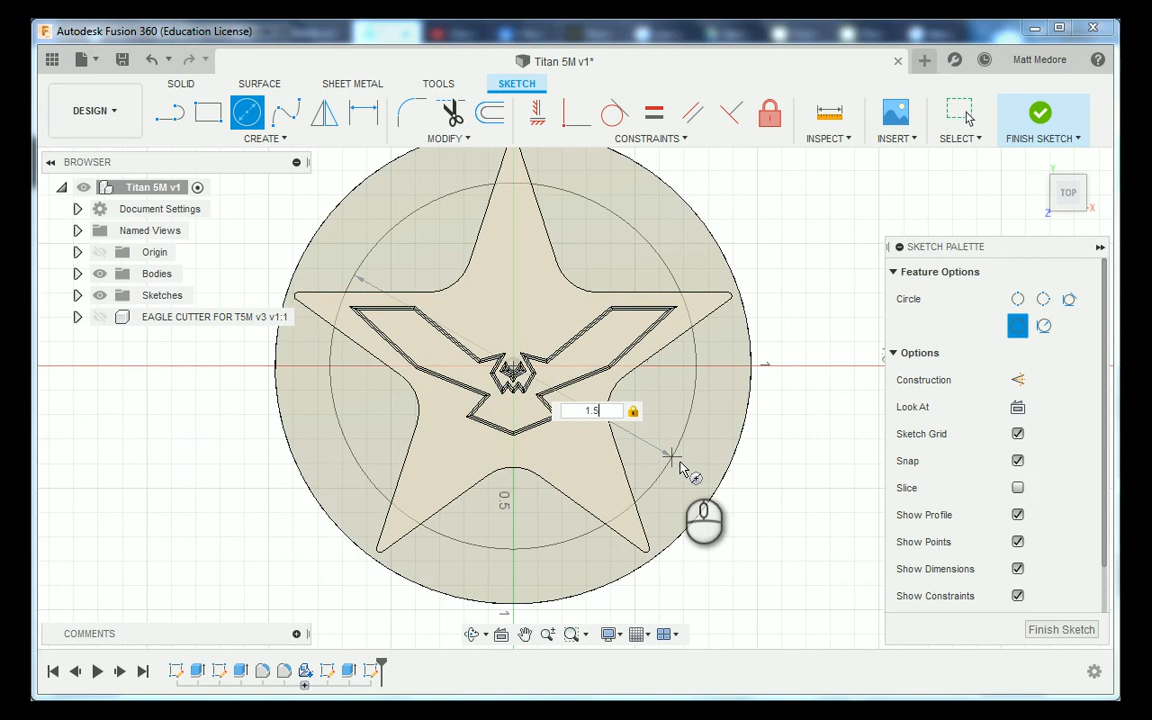 Autodesk Fusion 360 (Education License)
Titan 5M v1*
Matt Medore
DESIGN
SOLID
SURFACE
SHEET METAL
TOOLS
SKETCH
CREATE
MODIFY
CONSTRAINTS
INSPECT
INSERT
SELECT
FINISH SKETCH
BROWSER
Titan 5M v1
Document Settings
Named Views
Origin
Bodies
Sketches
EAGLE CUTTER FOR T5M v3 v1:1
TOP
Y
X
Z
SKETCH PALETTE
Feature Options
Circle
Options
Construction
Look At
Sketch Grid
Snap
Slice
Show Profile
Show Points
Show Dimensions
Show Constraints
Finish Sketch
1.5
0.5
1
1
COMMENTS